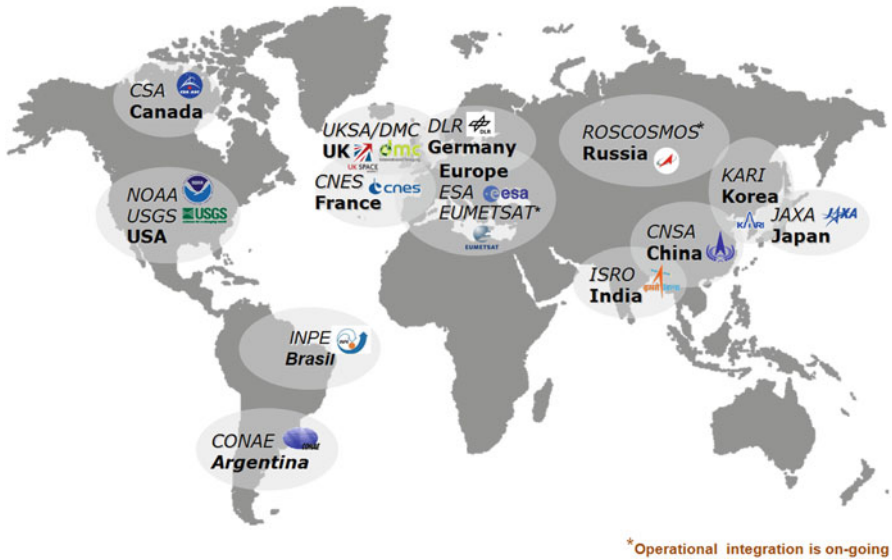 CSA
Canada
NOAA
USGS USGS
USA
UKSA/DMC
UK dmc
UK SPACE
CNES cnes
France
DLR DLR
Germany
Europe
ESA esa
EUMETSAT*
EUMETSAT
ROSCOSMOS*
Russia
KARI
Korea
KARI
JAXA JAXA
Japan
CNSA
China
ISRO
India
INPE
Brasil
CONAE
Argentina
*Operational integration is on-going